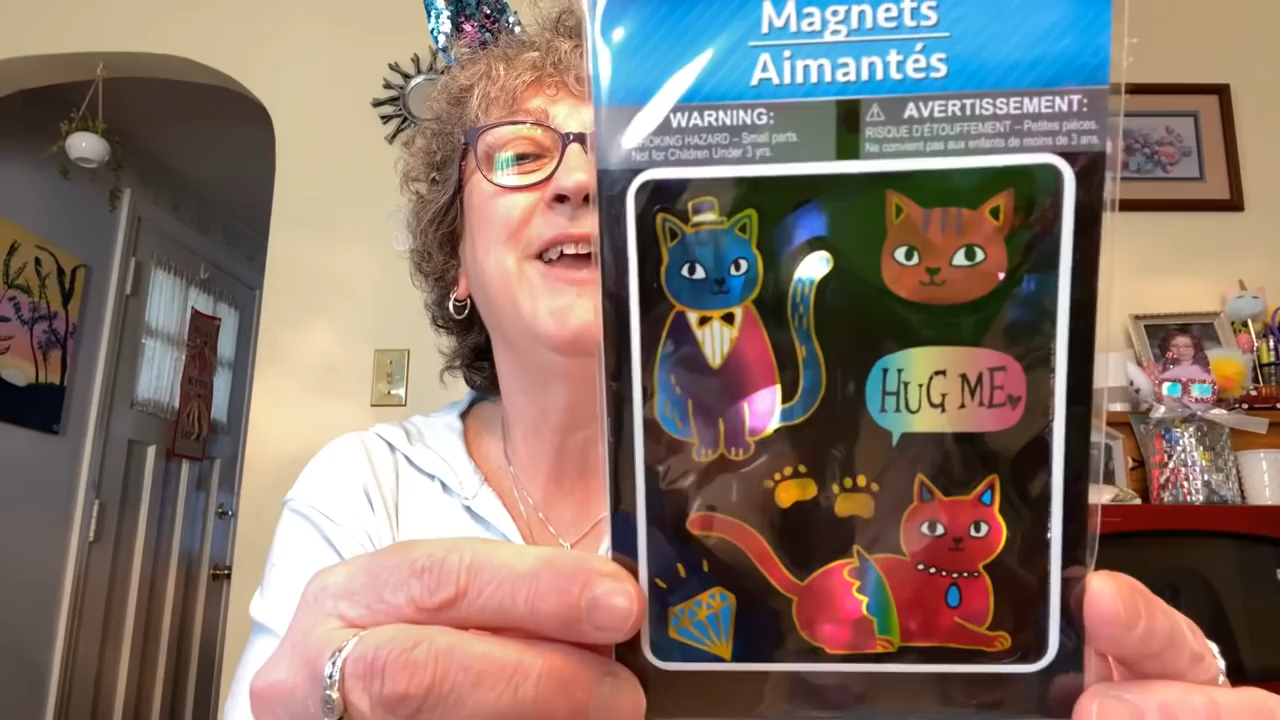 Magnets
Aimantés
WARNING:
CHOKING HAZARD – Small parts.
Not for Children Under 3 yrs.
⚠ AVERTISSEMENT:
RISQUE D'ÉTOUFFEMENT – Petites pièces.
Ne convient pas aux enfants de moins de 3 ans.
HUG ME